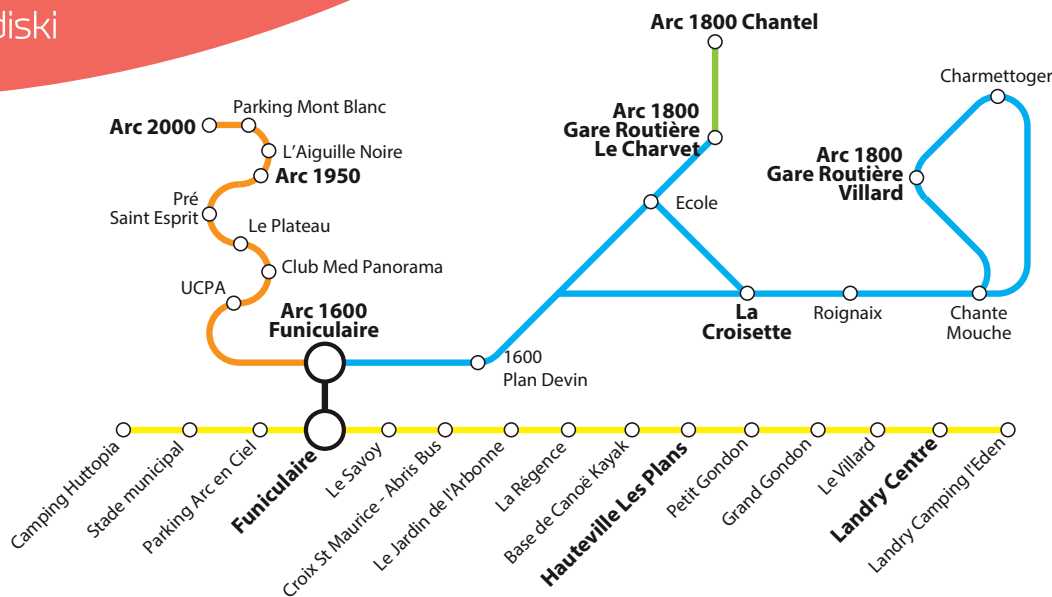 diski
Arc 1800 Chantel
Charmettoger
Parking Mont Blanc
Arc 2000
L'Aiguille Noire
Arc 1950
Arc 1800
Gare Routière
Le Charvet
Arc 1800
Gare Routière
Villard
Pré
Saint Esprit
Ecole
Le Plateau
Club Med Panorama
UCPA
Arc 1600
Funiculaire
La
Croisette
Roignaix
Chante
Mouche
1600
Plan Devin
Camping Huttopia
Stade municipal
Parking Arc en Ciel
Funiculaire
Le Savoy
Croix St Maurice - Abris Bus
Le Jardin de l'Arbonne
La Régence
Base de Canoë Kayak
Hauteville Les Plans
Petit Gondon
Grand Gondon
Le Villard
Landry Centre
Landry Camping l'Eden